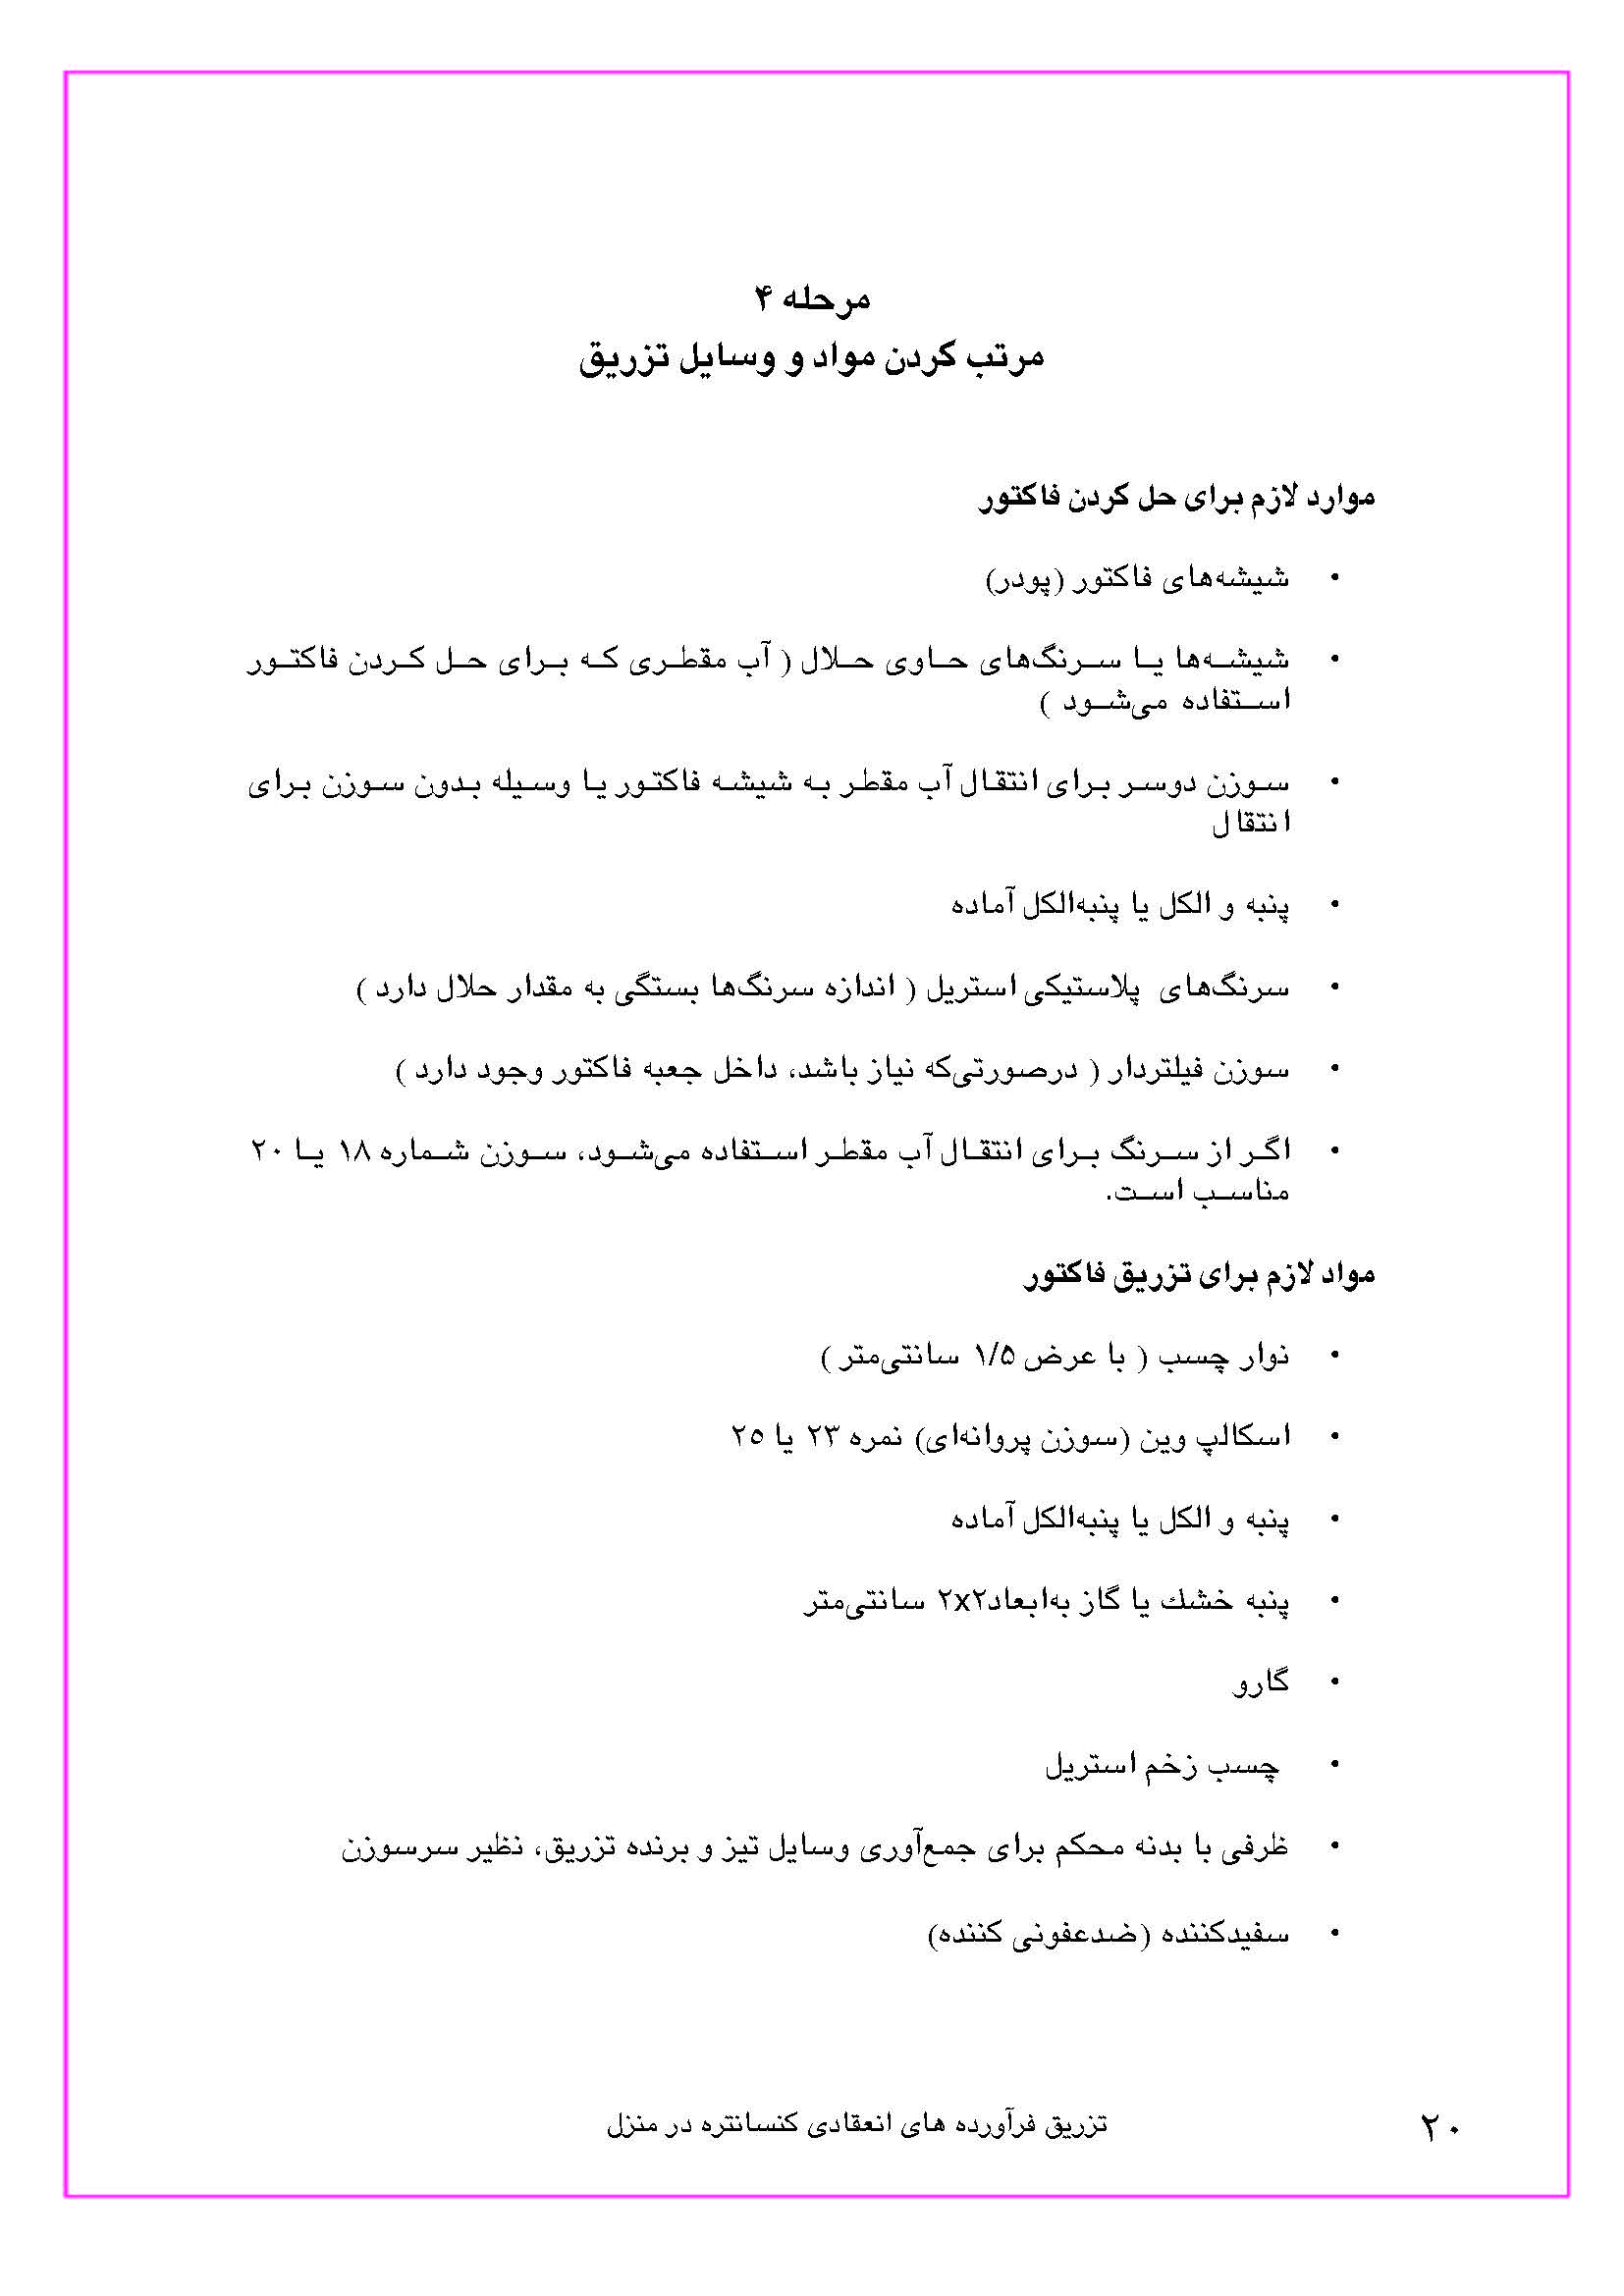 مرحله ۴
مرتب کردن مواد و وسایل تزریق
موارد لازم برای حل کردن فاکتور
• شیشه‌های فاکتور (پودر)
• شیشه‌ها یا سرنگ‌های حاوی حلال ( آب مقطری که برای حل کردن فاکتور
استفاده می‌شود )
• سوزن دوسر برای انتقال آب مقطر به شیشه فاکتور یا وسیله بدون سوزن برای
انتقال
• پنبه و الکل یا پنبه‌الکل آماده
• سرنگ‌های پلاستیکی استریل ( اندازه سرنگ‌ها بستگی به مقدار حلال دارد )
• سوزن فیلتردار ( درصورتی‌که نیاز باشد، داخل جعبه فاکتور وجود دارد )
• اگر از سرنگ برای انتقال آب مقطر استفاده می‌شود، سوزن شماره ۱۸ یا ۲۰
مناسب است.
مواد لازم برای تزریق فاکتور
• نوار چسب ( با عرض ۱/۵ سانتی‌متر )
• اسکالپ وین (سوزن پروانه‌ای) نمره ۲۳ یا ۲۵
• پنبه و الکل یا پنبه‌الکل آماده
• پنبه خشك یا گاز به‌ابعاد۲x۲ سانتی‌متر
• گارو
• چسب زخم استریل
• ظرفی با بدنه محکم برای جمع‌آوری وسایل تیز و برنده تزریق، نظیر سرسوزن
• سفیدکننده (ضدعفونی کننده)
تزریق فرآورده های انعقادی کنسانتره در منزل
۲۰